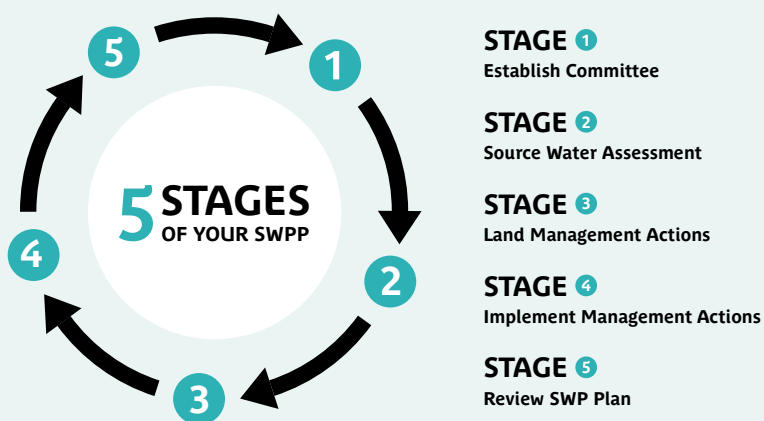 5 STAGES
OF YOUR SWPP
1
2
3
4
5
STAGE 1
Establish Committee
STAGE 2
Source Water Assessment
STAGE 3
Land Management Actions
STAGE 4
Implement Management Actions
STAGE 5
Review SWP Plan